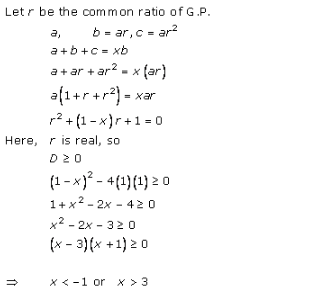 Let r be the common ratio of G.P.
a, b = ar, c = ar²
a + b + c = xb
a + ar + ar² = x (ar)
a(1 + r + r²) = xar
r² + (1 − x)r + 1 = 0
Here, r is real, so
D ≥ 0
(1 − x)² − 4(1)(1) ≥ 0
1 + x² − 2x − 4 ≥ 0
x² − 2x − 3 ≥ 0
(x − 3)(x + 1) ≥ 0
⇒ x < −1 or x > 3